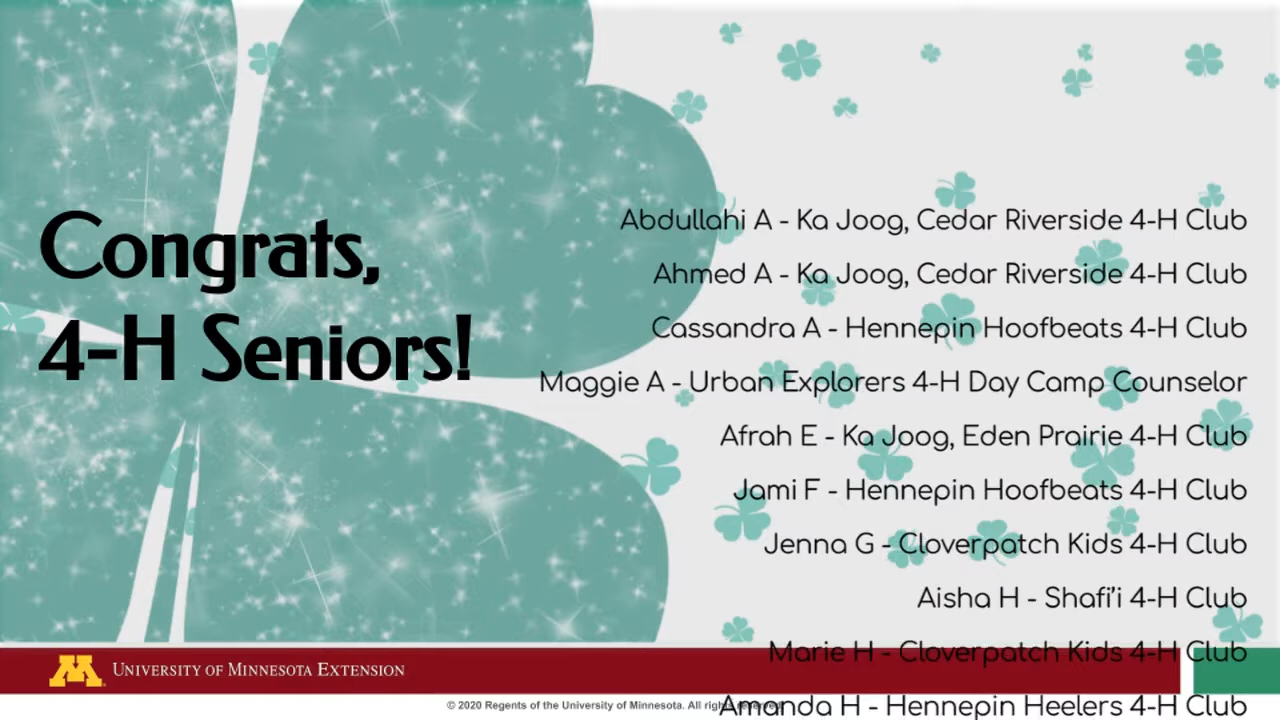 Congrats,
4-H Seniors!
Abdullahi A - Ka Joog, Cedar Riverside 4-H Club
Ahmed A - Ka Joog, Cedar Riverside 4-H Club
Cassandra A - Hennepin Hoofbeats 4-H Club
Maggie A - Urban Explorers 4-H Day Camp Counselor
Afrah E - Ka Joog, Eden Prairie 4-H Club
Jami F - Hennepin Hoofbeats 4-H Club
Jenna G - Cloverpatch Kids 4-H Club
Aisha H - Shafi'i 4-H Club
Marie H - Cloverpatch Kids 4-H Club
Amanda H - Hennepin Heelers 4-H Club
M University of Minnesota Extension
© 2020 Regents of the University of Minnesota. All rights reserved.